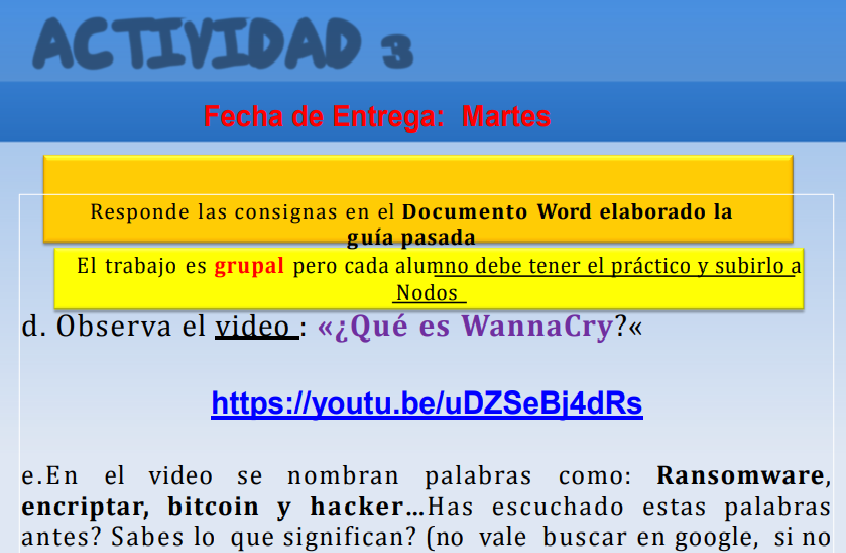 ACTIVIDAD 3
Fecha de Entrega: Martes
Responde las consignas en el Documento Word elaborado la
guía pasada
El trabajo es grupal pero cada alumno debe tener el práctico y subirlo a
Nodos
d. Observa el video : «¿Qué es WannaCry?«
https://youtu.be/uDZSeBj4dRs
e.En el video se nombran palabras como: Ransomware,
encriptar, bitcoin y hacker…Has escuchado estas palabras
antes? Sabes lo que significan? (no vale buscar en google, si no